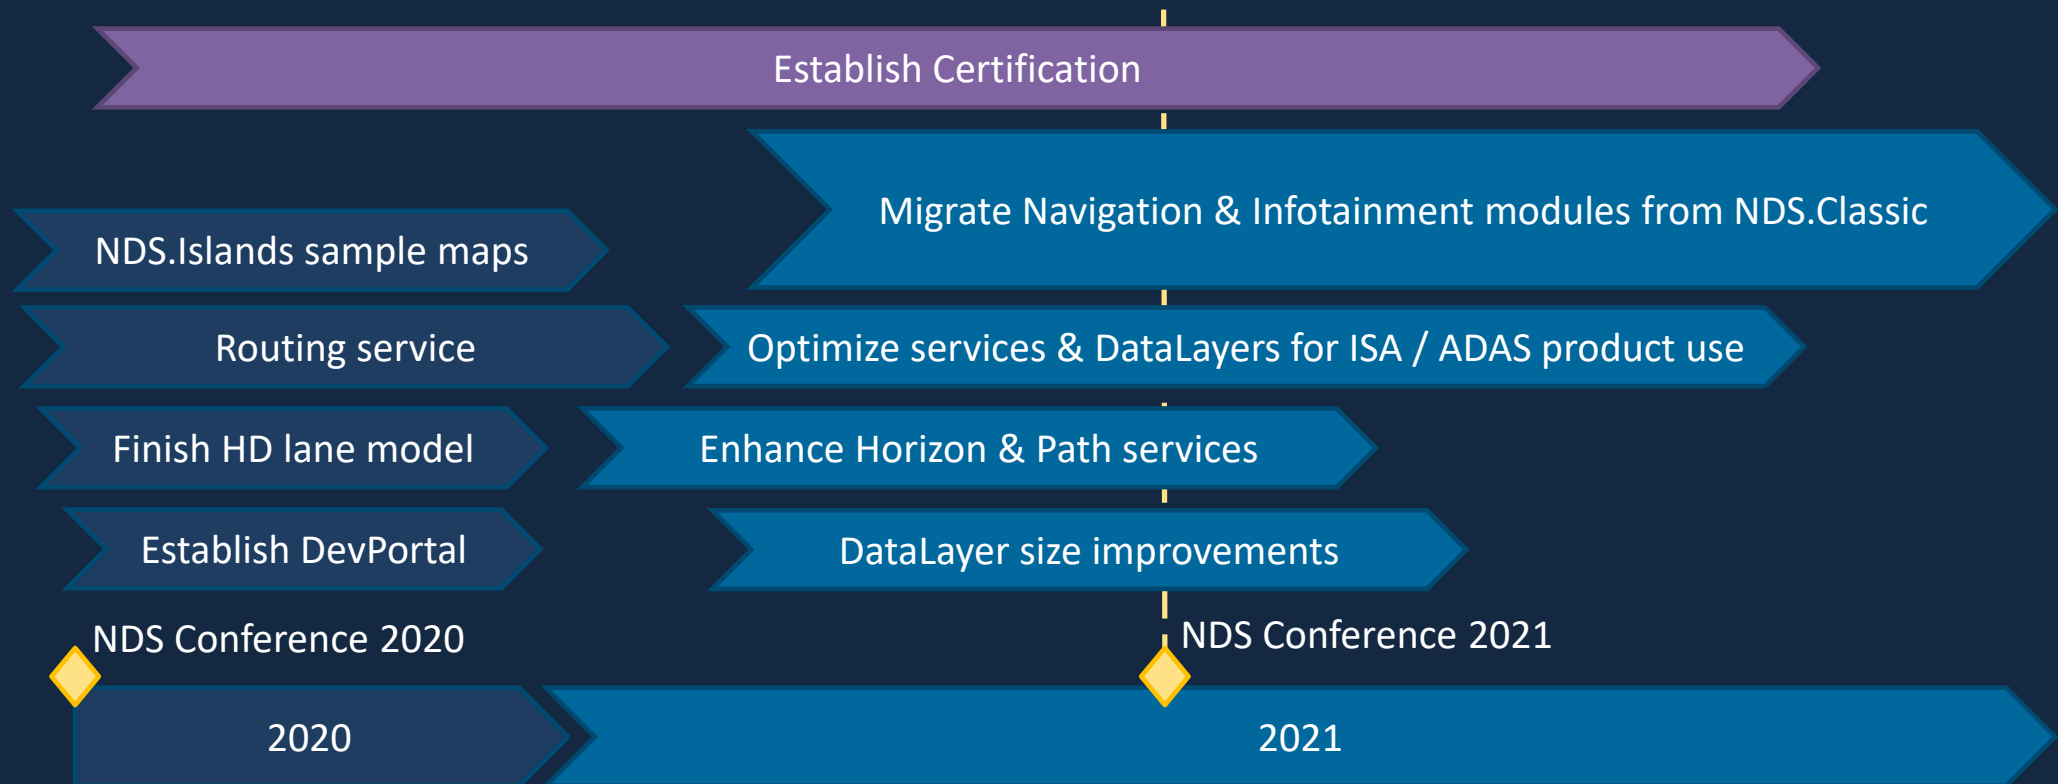 Establish Certification
Migrate Navigation & Infotainment modules from NDS.Classic
NDS.Islands sample maps
Routing service
Optimize services & DataLayers for ISA / ADAS product use
Finish HD lane model
Enhance Horizon & Path services
Establish DevPortal
DataLayer size improvements
NDS Conference 2020
NDS Conference 2021
2020
2021